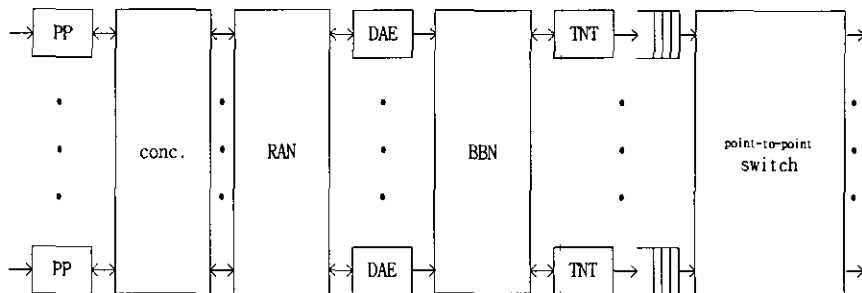 PP
DAE
TNT
conc.
RAN
BBN
point-to-point
switch
PP
DAE
TNT